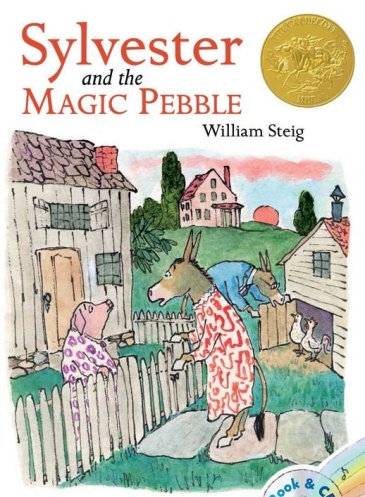 Sylvester
and the
MAGIC PEBBLE
William Steig
Book & C